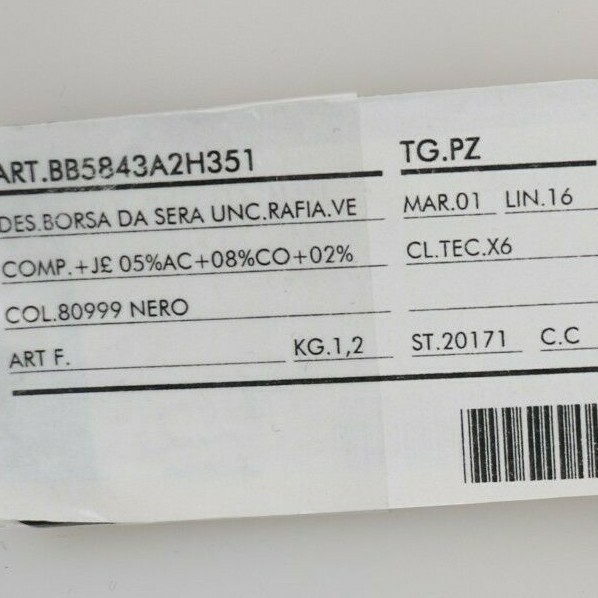 ART.BB5843A2H351 TG.PZ
DES.BORSA DA SERA UNC.RAFIA.VE MAR.01 LIN.16
COMP.+J£ 05%AC+08%CO+02% CL.TEC.X6
COL.80999 NERO
ART F. KG.1,2 ST.20171 C.C